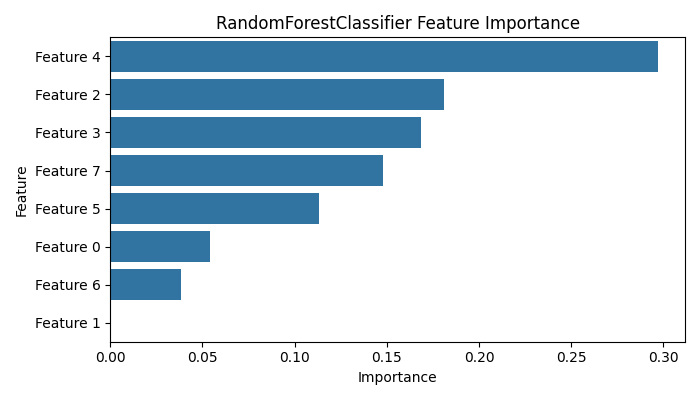 RandomForestClassifier Feature Importance
Feature 4
Feature 2
Feature 3
Feature 7
Feature 5
Feature 0
Feature 6
Feature 1
Feature
0.00 0.05 0.10 0.15 0.20 0.25 0.30
Importance